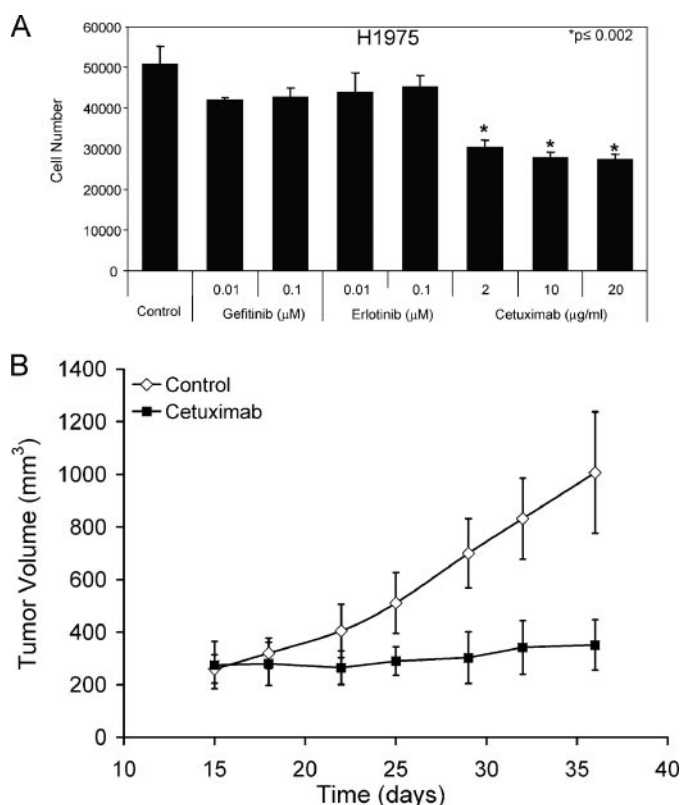 A
H1975
*p≤ 0.002
60000
50000
40000
30000
20000
10000
0
Cell Number
* * *
0.01 0.1 0.01 0.1 2 10 20
Control Gefitinib (μM) Erlotinib (μM) Cetuximab (μg/ml)
B
1400
1200
1000
800
600
400
200
0
Tumor Volume (mm³)
Control
Cetuximab
10 15 20 25 30 35 40
Time (days)